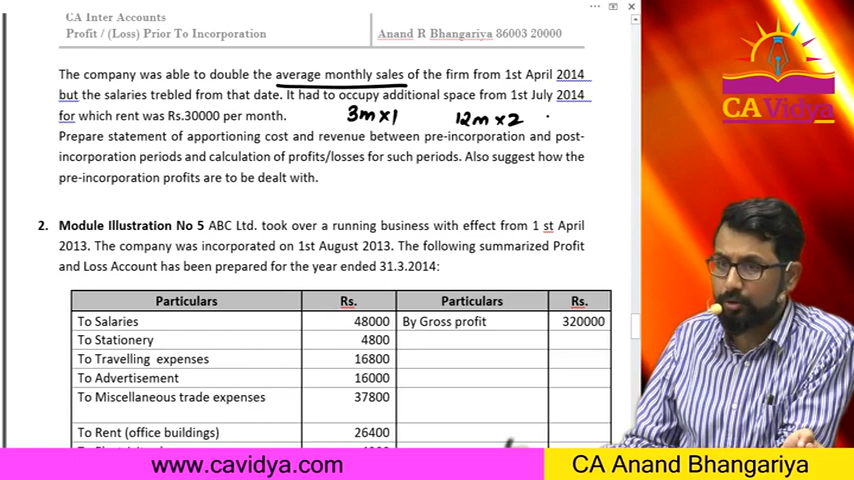 CA Inter Accounts
Profit / (Loss) Prior To Incorporation
Anand R Bhangariya 86003 20000
The company was able to double the average monthly sales of the firm from 1st April 2014
but the salaries trebled from that date. It had to occupy additional space from 1st July 2014
for which rent was Rs.30000 per month.
3m×1 12m×2
Prepare statement of apportioning cost and revenue between pre-incorporation and post-
incorporation periods and calculation of profits/losses for such periods. Also suggest how the
pre-incorporation profits are to be dealt with.
2. Module Illustration No 5 ABC Ltd. took over a running business with effect from 1 st April
2013. The company was incorporated on 1st August 2013. The following summarized Profit
and Loss Account has been prepared for the year ended 31.3.2014:
Particulars Rs. Particulars Rs.
To Salaries 48000 By Gross profit 320000
To Stationery 4800
To Travelling expenses 16800
To Advertisement 16000
To Miscellaneous trade expenses 37800
To Rent (office buildings) 26400
CA Vidya
www.cavidya.com
CA Anand Bhangariya